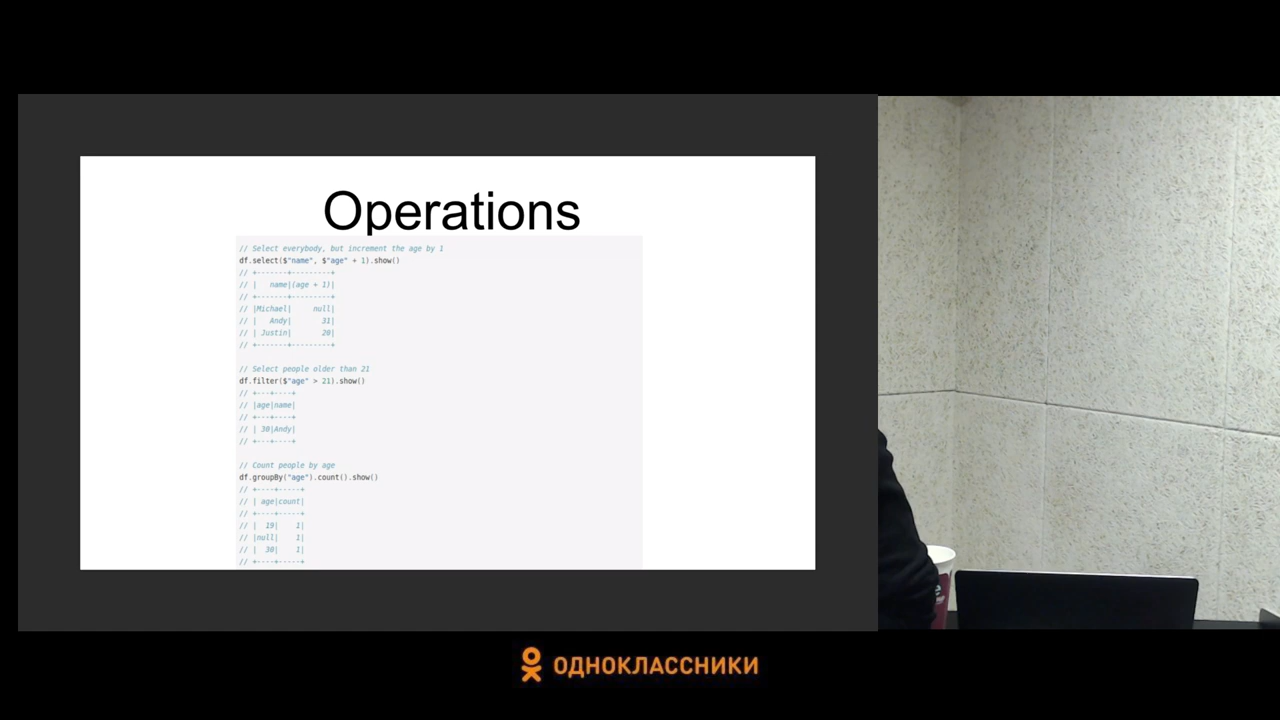 Operations
// Select everybody, but increment the age by 1
df.select($"name", $"age" + 1).show()
// +-------+---------+
// |   name|(age + 1)|
// +-------+---------+
// |Michael|     null|
// |   Andy|       31|
// | Justin|       20|
// +-------+---------+
// Select people older than 21
df.filter($"age" > 21).show()
// +---+----+
// |age|name|
// +---+----+
// | 30|Andy|
// +---+----+
// Count people by age
df.groupBy("age").count().show()
// +----+-----+
// | age|count|
// +----+-----+
// |  19|    1|
// |null|    1|
// |  30|    1|
// +----+-----+
ОДНОКЛАССНИКИ